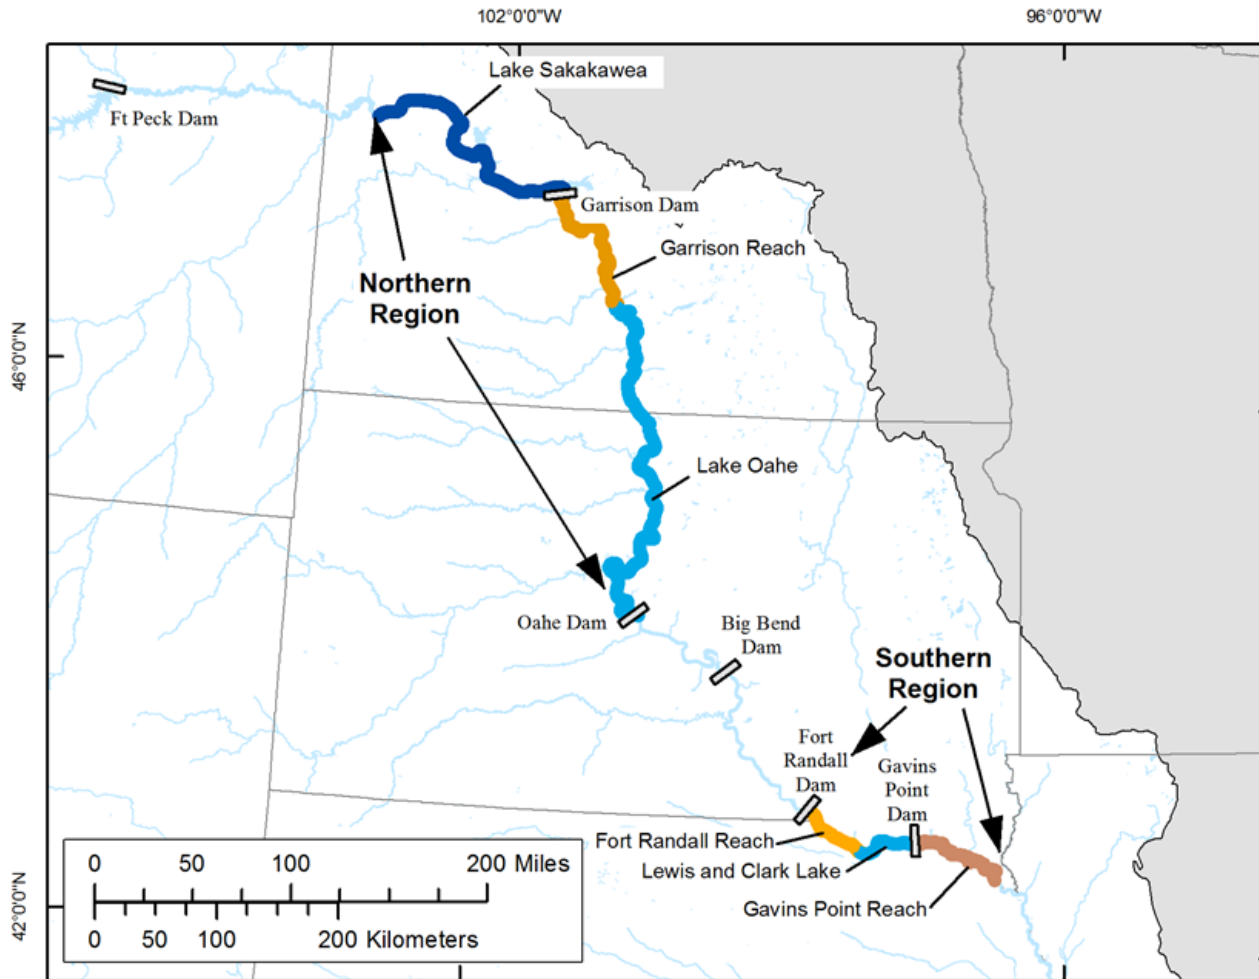 102°0'0"W
96°0'0"W
Lake Sakakawea
Ft Peck Dam
Garrison Dam
Garrison Reach
Northern
Region
46°0'0"N
Lake Oahe
Oahe Dam
Big Bend
Dam
Southern
Region
Fort
Randall
Dam
Gavins
Point
Dam
Fort Randall Reach
Lewis and Clark Lake
Gavins Point Reach
42°0'0"N
0 50 100 200 Miles
0 50 100 200 Kilometers